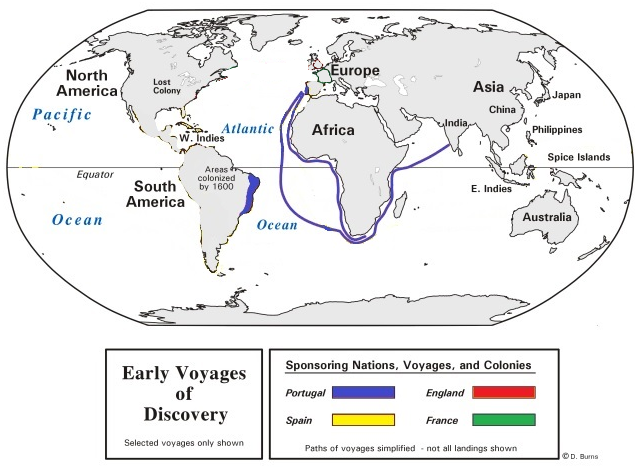 North
America
Lost
Colony
Europe
Asia
Japan
China
Pacific
Atlantic
Africa
India
Philippines
W. Indies
Spice Islands
Equator
Areas
colonized
by 1600
South
America
E. Indies
Ocean
Ocean
Australia
Early Voyages
of
Discovery
Selected voyages only shown
Sponsoring Nations, Voyages, and Colonies
Portugal
England
Spain
France
Paths of voyages simplified - not all landings shown
© D. Burns